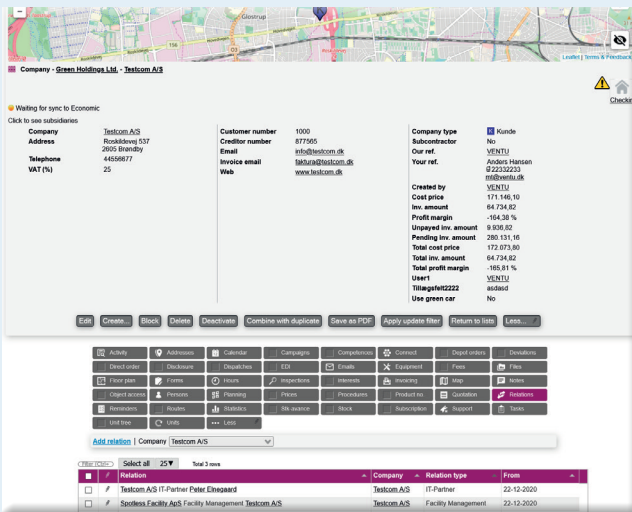 Glostrup
156
O3
Leaflet | Terms & Feedback
Company - Green Holdings Ltd. - Testcom A/S
Checkin
Waiting for sync to Economic
Click to see subsidiaries
Company Testcom A/S Customer number 1000 Company type K Kunde
Address Roskildevej 537 Creditor number 877565 Subcontractor No
2605 Brøndby Email info@testcom.dk Our ref. VENTU
Telephone 44556677 Invoice email faktura@testcom.dk Your ref. Anders Hansen
VAT (%) 25 Web www.testcom.dk 22332233
mt@ventu.dk
Created by VENTU
Cost price 171.146,10
Inv. amount 64.734,82
Profit margin -164,38 %
Unpayed inv. amount 9.936,82
Pending inv. amount 280.131,16
Total cost price 172.073,80
Total inv. amount 64.734,82
Total profit margin -165,81 %
User1 VENTU
Tillægsfelt2222 asdasd
Use green car No
Edit Create... Block Delete Deactivate Combine with duplicate Save as PDF Apply update filter Return to lists Less...
Activity Addresses Calendar Campaigns Competences Connect Depot orders Deviations
Direct order Disclosure Dispatches EDI Emails Equipment Fees Files
Floor plan Forms Hours Inspections Interests Invoicing Map Notes
Object access Persons Planning Prices Procedures Product no. Quotation Relations
Reminders Routes Statistics Stk avance Stock Subscription Support Tasks
Unit tree Units ... Less
Add relation | Company Testcom A/S
Filter (Ctrl+) Select all 25 Total 3 rows
Relation Company Relation type From
Testcom A/S IT-Partner Peter Elnegaard Testcom A/S IT-Partner 22-12-2020
Spotless Facility ApS Facility Management Testcom A/S Testcom A/S Facility Management 22-12-2020